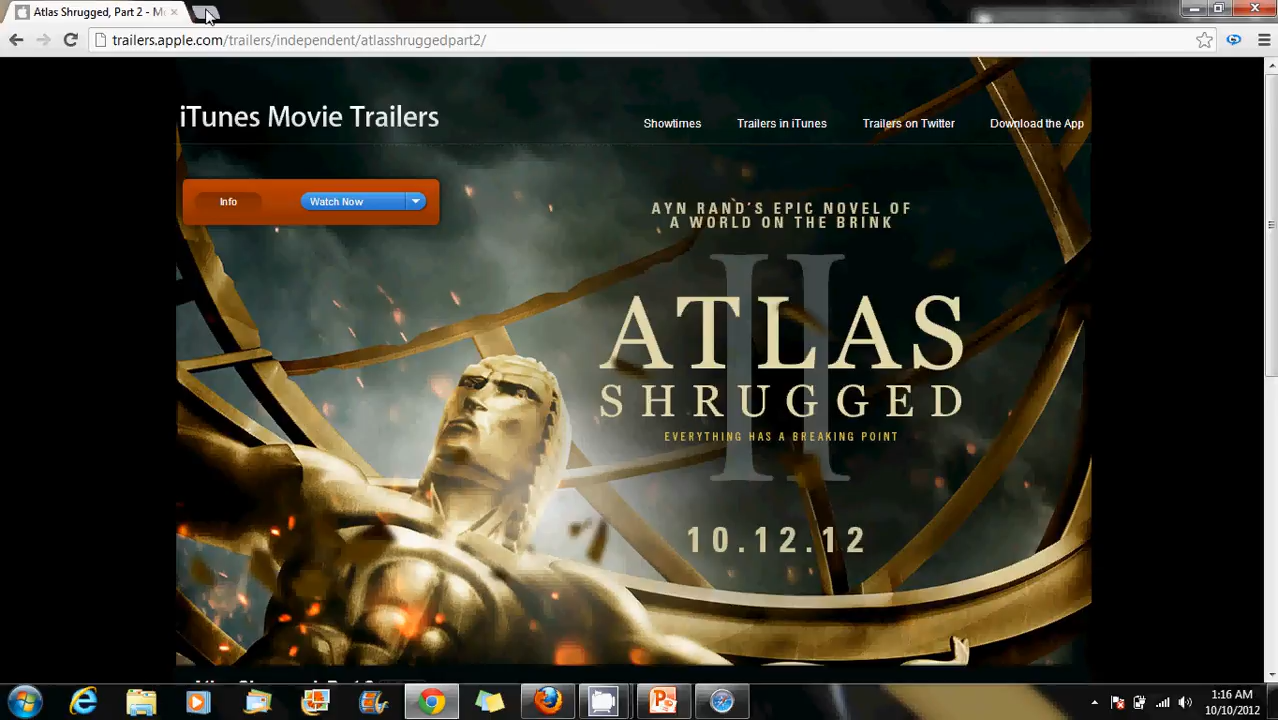 Atlas Shrugged, Part 2 - M
trailers.apple.com/trailers/independent/atlasshruggedpart2/
iTunes Movie Trailers
Showtimes
Trailers in iTunes
Trailers on Twitter
Download the App
Info
Watch Now
AYN RAND'S EPIC NOVEL OF
A WORLD ON THE BRINK
II
ATLAS
SHRUGGED
EVERYTHING HAS A BREAKING POINT
10.12.12
1:16 AM
10/10/2012